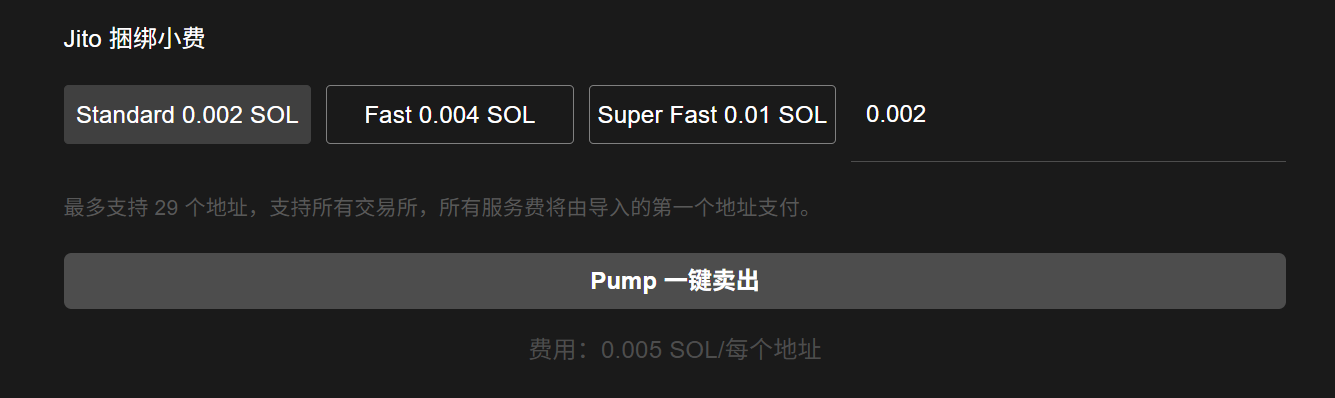 Jito 捆绑小费
Standard 0.002 SOL Fast 0.004 SOL Super Fast 0.01 SOL 0.002
最多支持 29 个地址，支持所有交易所，所有服务费将由导入的第一个地址支付。
Pump 一键卖出
费用：0.005 SOL/每个地址